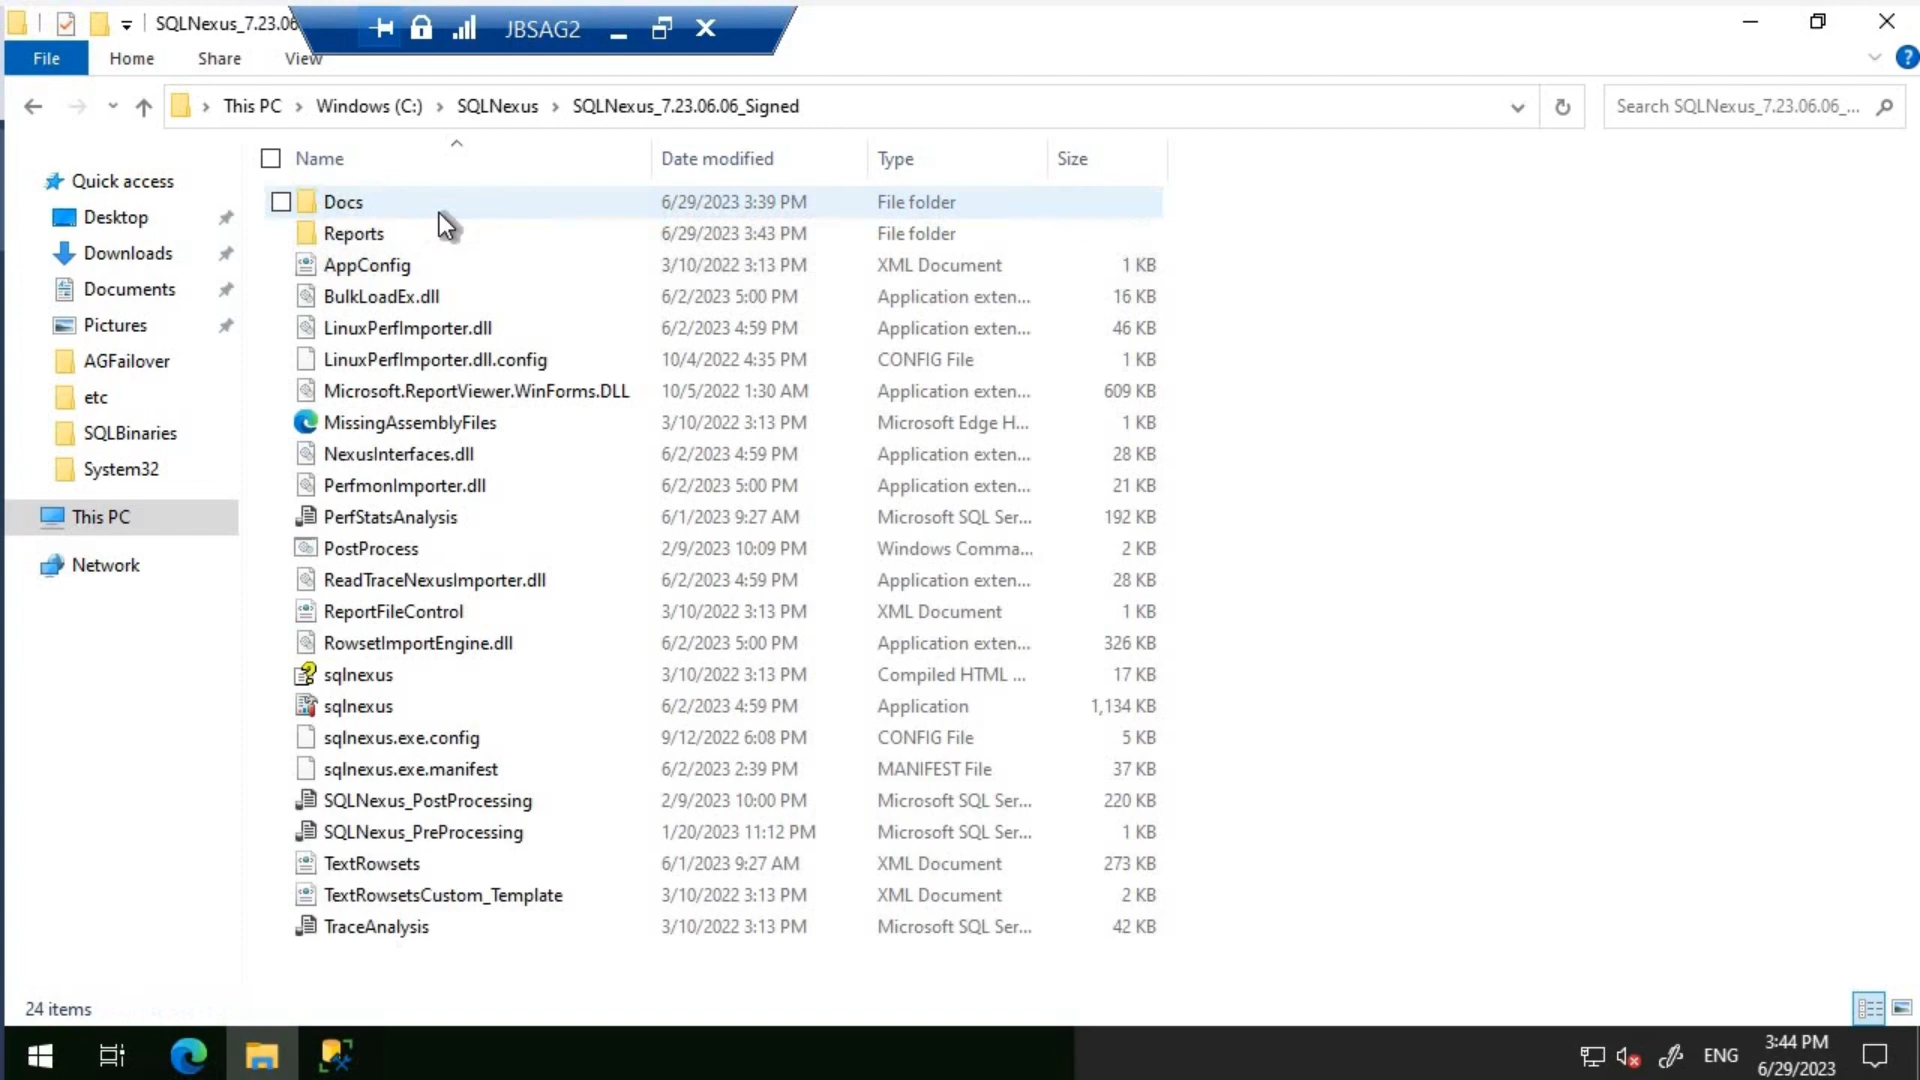 SQLNexus_7.23.06
JBSAG2
File Home Share View
This PC Windows (C:) SQLNexus SQLNexus_7.23.06.06_Signed
Search SQLNexus_7.23.06.06_...
Name Date modified Type Size
Quick access
Desktop
Downloads
Documents
Pictures
AGFailover
etc
SQLBinaries
System32
This PC
Network
Docs 6/29/2023 3:39 PM File folder
Reports 6/29/2023 3:43 PM File folder
AppConfig 3/10/2022 3:13 PM XML Document 1 KB
BulkLoadEx.dll 6/2/2023 5:00 PM Application exten... 16 KB
LinuxPerfImporter.dll 6/2/2023 4:59 PM Application exten... 46 KB
LinuxPerfImporter.dll.config 10/4/2022 4:35 PM CONFIG File 1 KB
Microsoft.ReportViewer.WinForms.DLL 10/5/2022 1:30 AM Application exten... 609 KB
MissingAssemblyFiles 3/10/2022 3:13 PM Microsoft Edge H... 1 KB
NexusInterfaces.dll 6/2/2023 4:59 PM Application exten... 28 KB
PerfmonImporter.dll 6/2/2023 5:00 PM Application exten... 21 KB
PerfStatsAnalysis 6/1/2023 9:27 AM Microsoft SQL Ser... 192 KB
PostProcess 2/9/2023 10:09 PM Windows Comma... 2 KB
ReadTraceNexusImporter.dll 6/2/2023 4:59 PM Application exten... 28 KB
ReportFileControl 3/10/2022 3:13 PM XML Document 1 KB
RowsetImportEngine.dll 6/2/2023 5:00 PM Application exten... 326 KB
sqlnexus 3/10/2022 3:13 PM Compiled HTML ... 17 KB
sqlnexus 6/2/2023 4:59 PM Application 1,134 KB
sqlnexus.exe.config 9/12/2022 6:08 PM CONFIG File 5 KB
sqlnexus.exe.manifest 6/2/2023 2:39 PM MANIFEST File 37 KB
SQLNexus_PostProcessing 2/9/2023 10:00 PM Microsoft SQL Ser... 220 KB
SQLNexus_PreProcessing 1/20/2023 11:12 PM Microsoft SQL Ser... 1 KB
TextRowsets 6/1/2023 9:27 AM XML Document 273 KB
TextRowsetsCustom_Template 3/10/2022 3:13 PM XML Document 2 KB
TraceAnalysis 3/10/2022 3:13 PM Microsoft SQL Ser... 42 KB
24 items
ENG
3:44 PM
6/29/2023